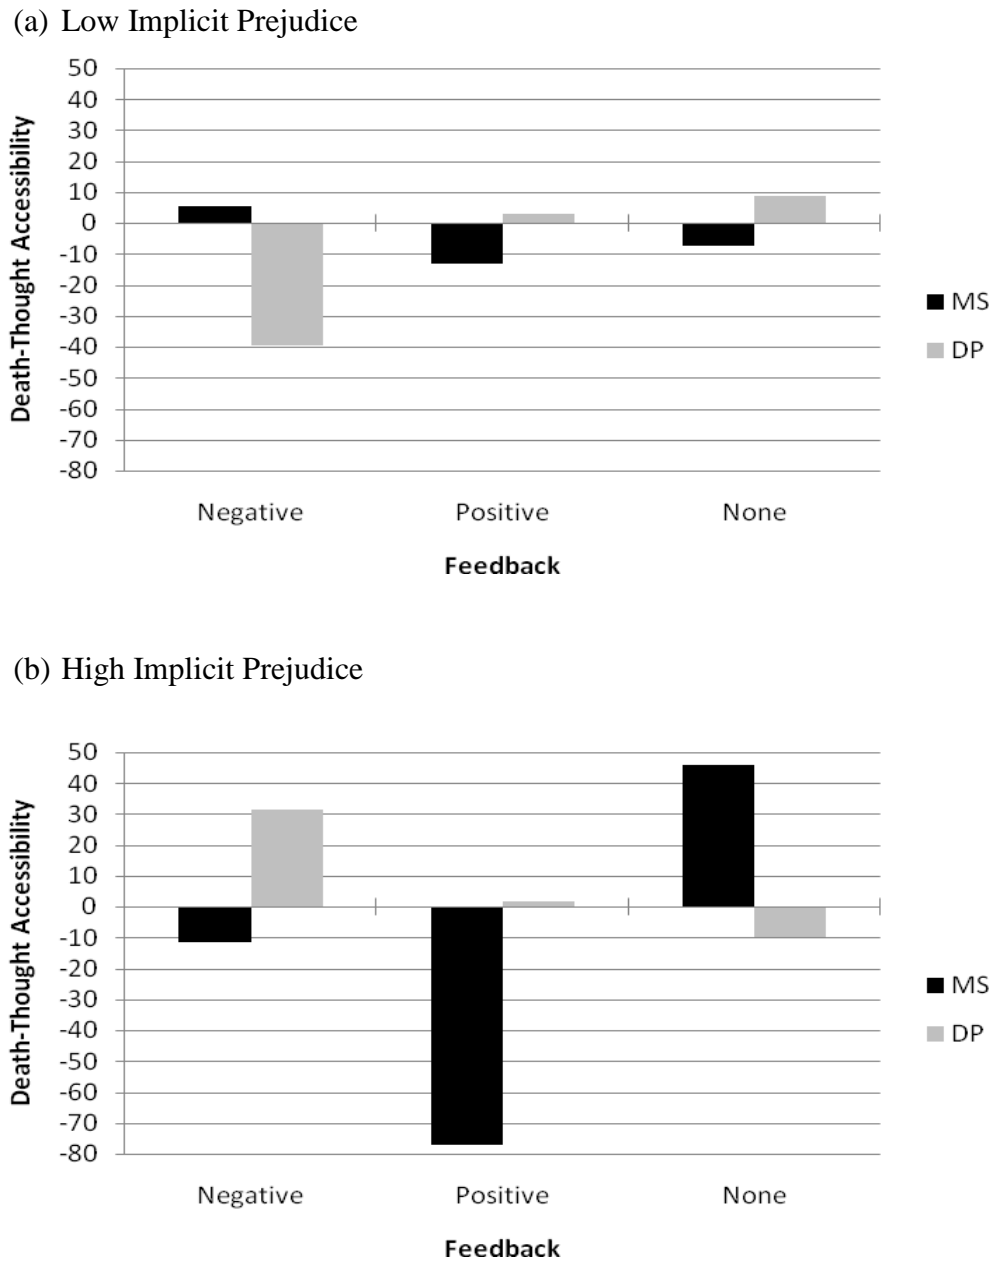 (a) Low Implicit Prejudice
50
40
30
20
10
0
-10
-20
-30
-40
-50
-60
-70
-80
Death-Thought Accessibility
Negative
Positive
None
Feedback
MS
DP
(b) High Implicit Prejudice
50
40
30
20
10
0
-10
-20
-30
-40
-50
-60
-70
-80
Death-Thought Accessibility
Negative
Positive
None
Feedback
MS
DP